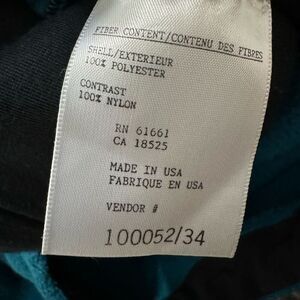 FIBER CONTENT/CONTENU DES FIBRES
SHELL/EXTERIEUR
100% POLYESTER
CONTRAST
100% NYLON
RN 61661
CA 18525
MADE IN USA
FABRIQUE EN USA
VENDOR #
100052/34